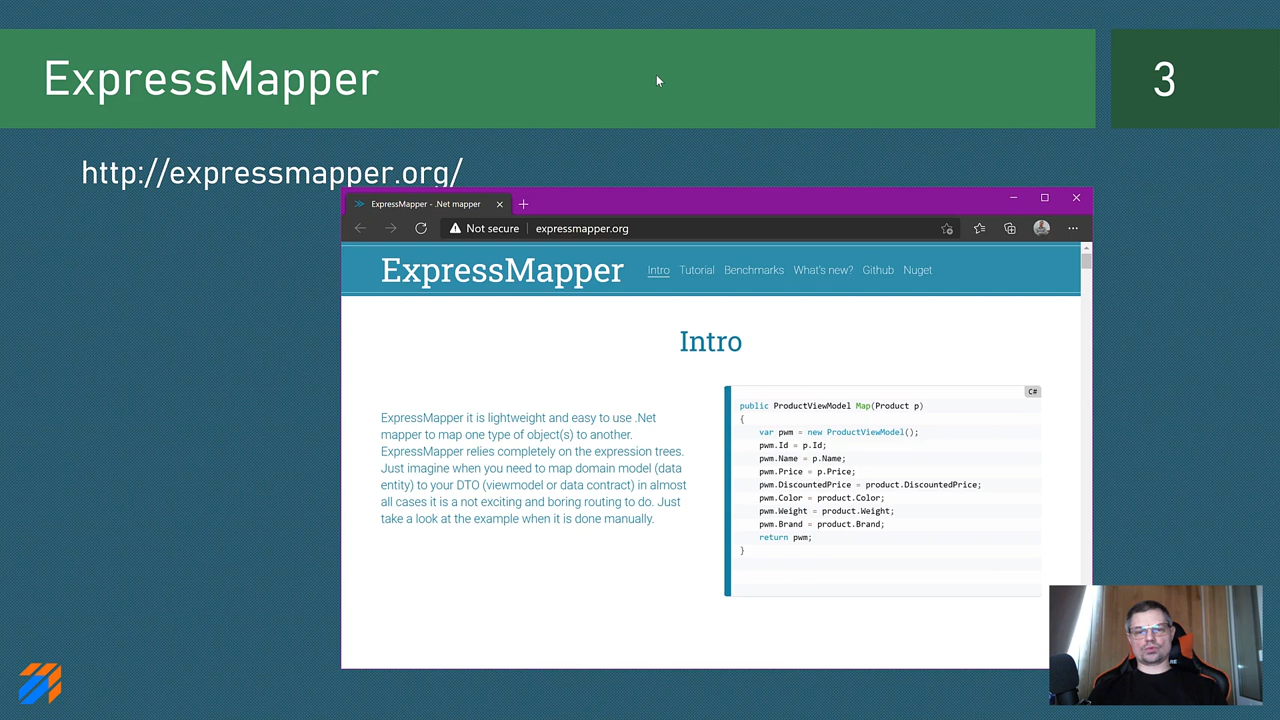 ExpressMapper
3
http://expressmapper.org/
ExpressMapper - .Net mapper
Not secure
expressmapper.org
ExpressMapper
Intro Tutorial Benchmarks What's new? Github Nuget
Intro
ExpressMapper it is lightweight and easy to use .Net
mapper to map one type of object(s) to another.
ExpressMapper relies completely on the expression trees.
Just imagine when you need to map domain model (data
entity) to your DTO (viewmodel or data contract) in almost
all cases it is a not exciting and boring routing to do. Just
take a look at the example when it is done manually.
C#
public ProductViewModel Map(Product p)
{
var pwm = new ProductViewModel();
pwm.Id = p.Id;
pwm.Name = p.Name;
pwm.Price = p.Price;
pwm.DiscountedPrice = product.DiscountedPrice;
pwm.Color = product.Color;
pwm.Weight = product.Weight;
pwm.Brand = product.Brand;
return pwm;
}